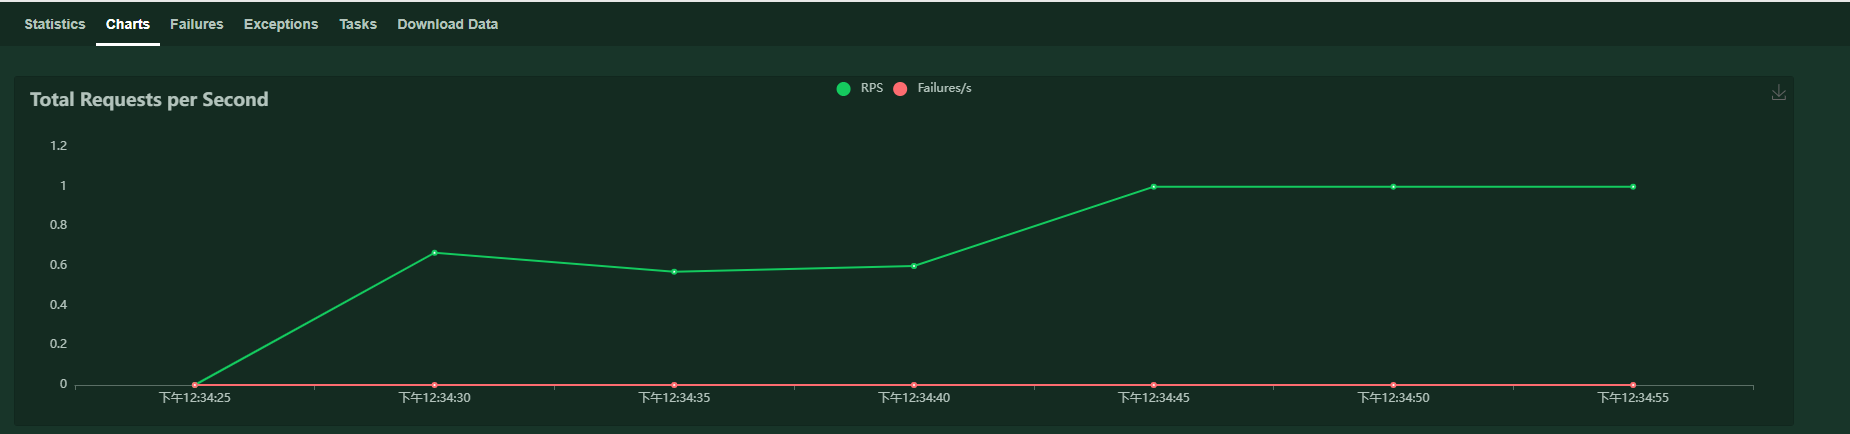 Statistics Charts Failures Exceptions Tasks Download Data
Total Requests per Second
RPS Failures/s
1.2
1
0.8
0.6
0.4
0.2
0
下午12:34:25 下午12:34:30 下午12:34:35 下午12:34:40 下午12:34:45 下午12:34:50 下午12:34:55